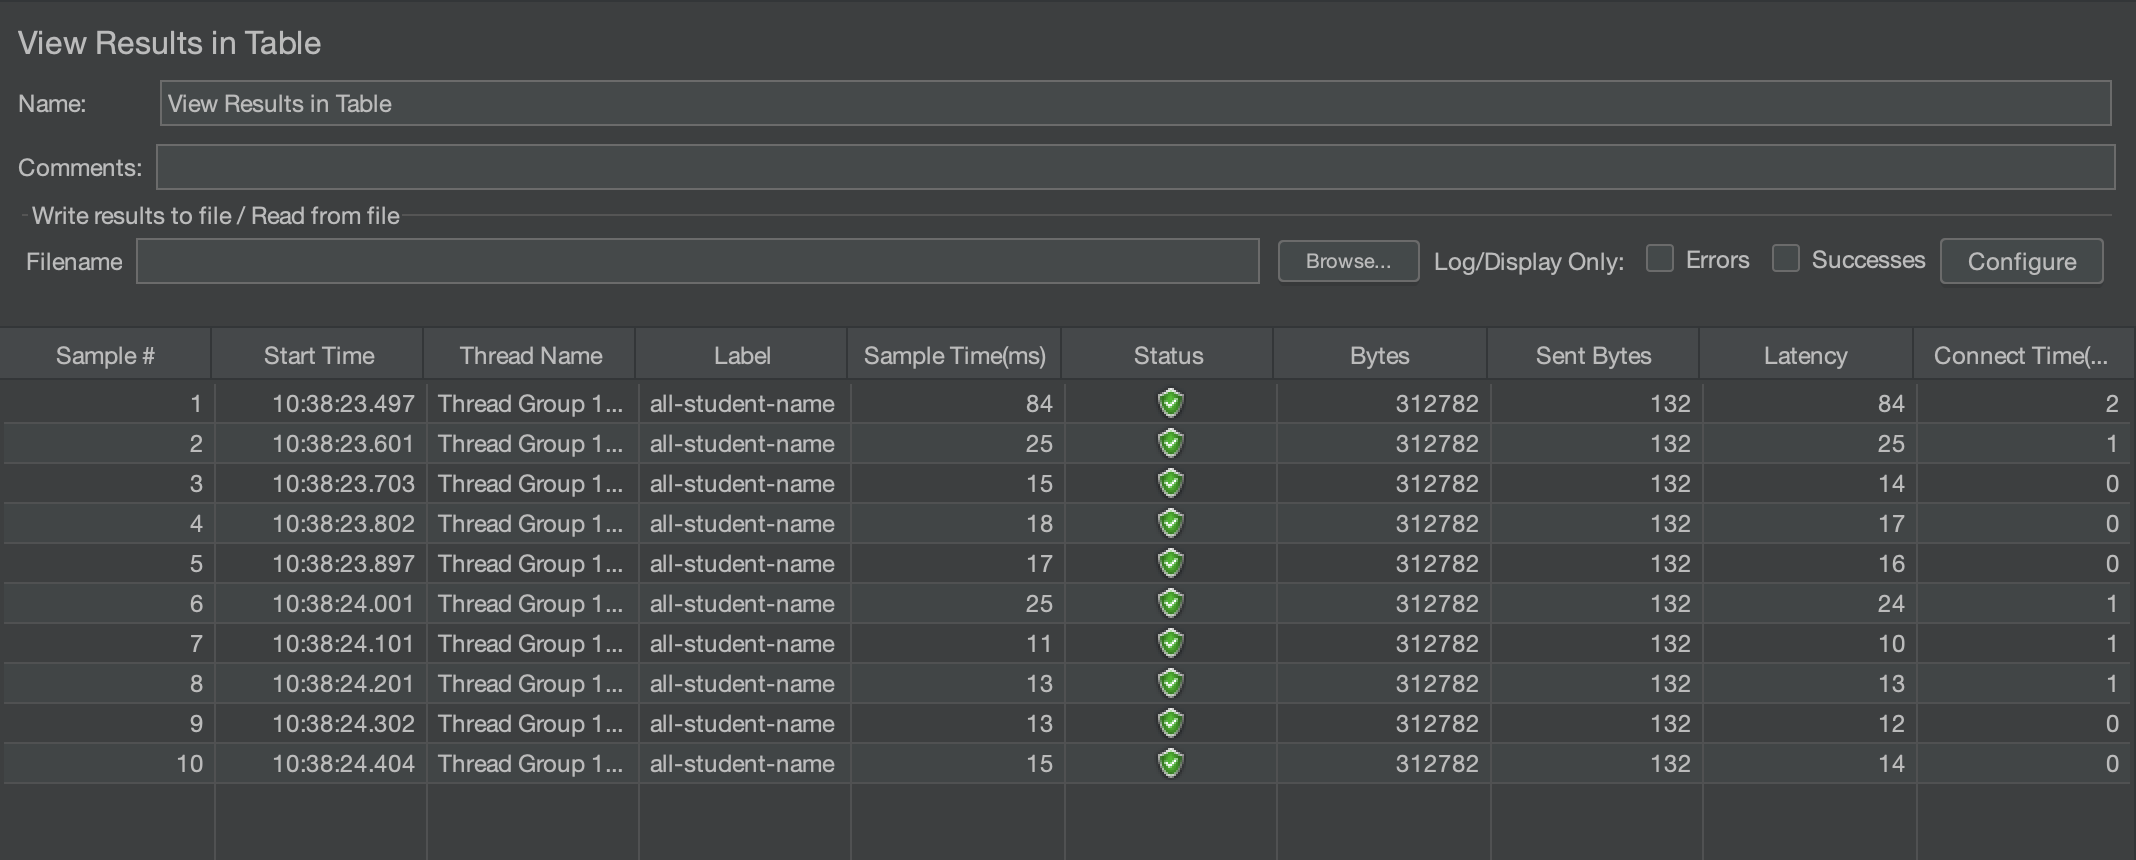 View Results in Table
Name: View Results in Table
Comments:
Write results to file / Read from file
Filename Browse... Log/Display Only: Errors Successes Configure
Sample # Start Time Thread Name Label Sample Time(ms) Status Bytes Sent Bytes Latency Connect Time(...
1 10:38:23.497 Thread Group 1... all-student-name 84 312782 132 84 2
2 10:38:23.601 Thread Group 1... all-student-name 25 312782 132 25 1
3 10:38:23.703 Thread Group 1... all-student-name 15 312782 132 14 0
4 10:38:23.802 Thread Group 1... all-student-name 18 312782 132 17 0
5 10:38:23.897 Thread Group 1... all-student-name 17 312782 132 16 0
6 10:38:24.001 Thread Group 1... all-student-name 25 312782 132 24 1
7 10:38:24.101 Thread Group 1... all-student-name 11 312782 132 10 1
8 10:38:24.201 Thread Group 1... all-student-name 13 312782 132 13 1
9 10:38:24.302 Thread Group 1... all-student-name 13 312782 132 12 0
10 10:38:24.404 Thread Group 1... all-student-name 15 312782 132 14 0